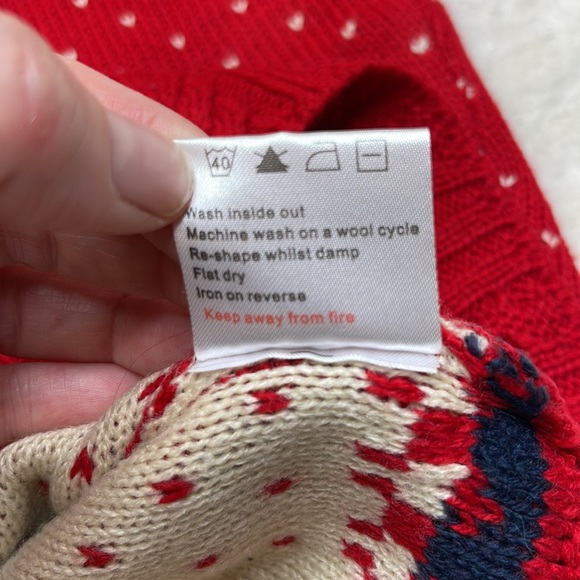 40
Wash inside out
Machine wash on a wool cycle
Re-shape whilst damp
Flat dry
Iron on reverse
Keep away from fire